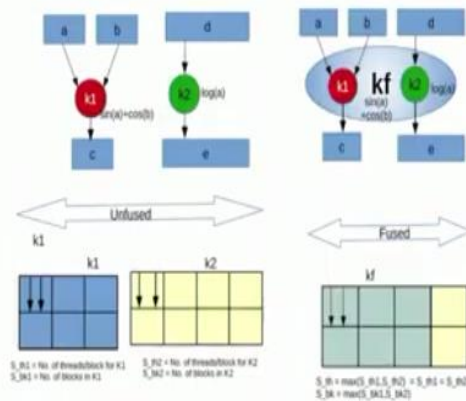 a b d a b d
k1 k2 kf k1 k2
sin(a)+cos(b) log(a) sin(a) log(a)
+cos(b)
c e c e
Unfused Fused
k1
k1 k2 kf
S_th1 = No. of threads/block for K1
S_bk1 = No. of blocks in K1
S_th2 = No. of threads/block for K2
S_bk2 = No. of blocks in K2
S_th = max(S_th1,S_th2) = S_th1 = S_th2
S_bk = max(S_bk1,S_bk2)